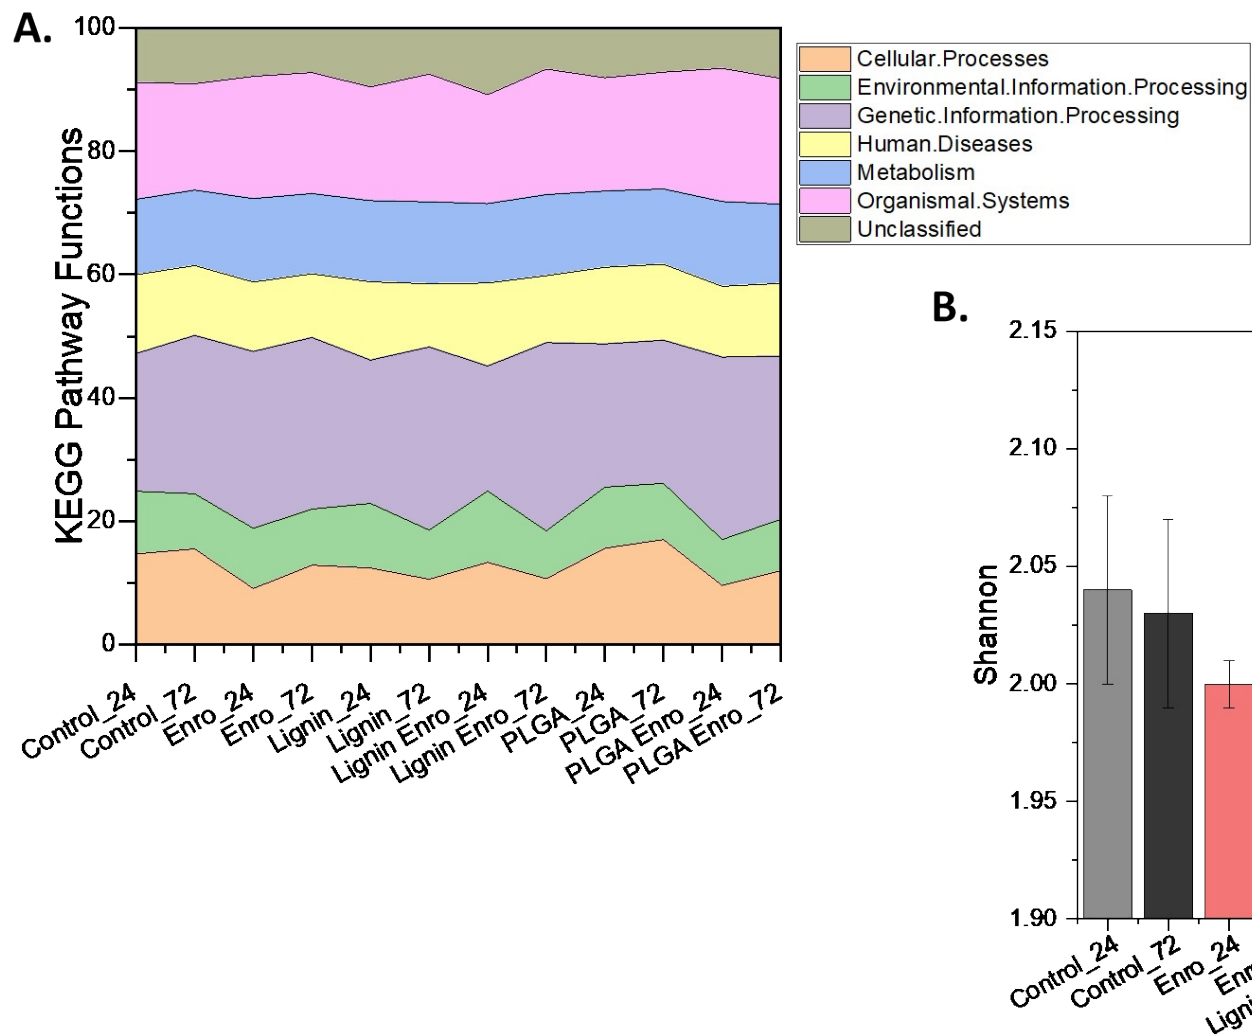 A.
100
80
60
40
20
0
KEGG Pathway Functions
Control_24
Control_72
Enro_24
Enro_72
Lignin_24
Lignin_72
Lignin Enro_24
Lignin Enro_72
PLGA_24
PLGA_72
PLGA Enro_24
PLGA Enro_72
Cellular.Processes
Environmental.Information.Processing
Genetic.Information.Processing
Human.Diseases
Metabolism
Organismal.Systems
Unclassified
B.
2.15
2.10
2.05
2.00
1.95
1.90
Shannon
Control_24
Control_72
Enro_24